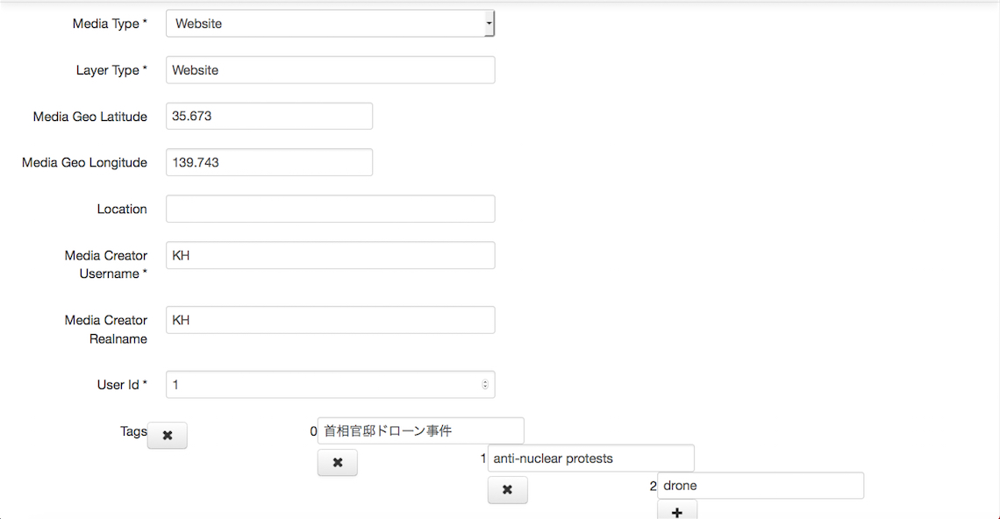 Media Type * Website
Layer Type * Website
Media Geo Latitude 35.673
Media Geo Longitude 139.743
Location
Media Creator
Username * KH
Media Creator
Realname KH
User Id * 1
Tags 0 首相官邸ドローン事件
1 anti-nuclear protests
2 drone